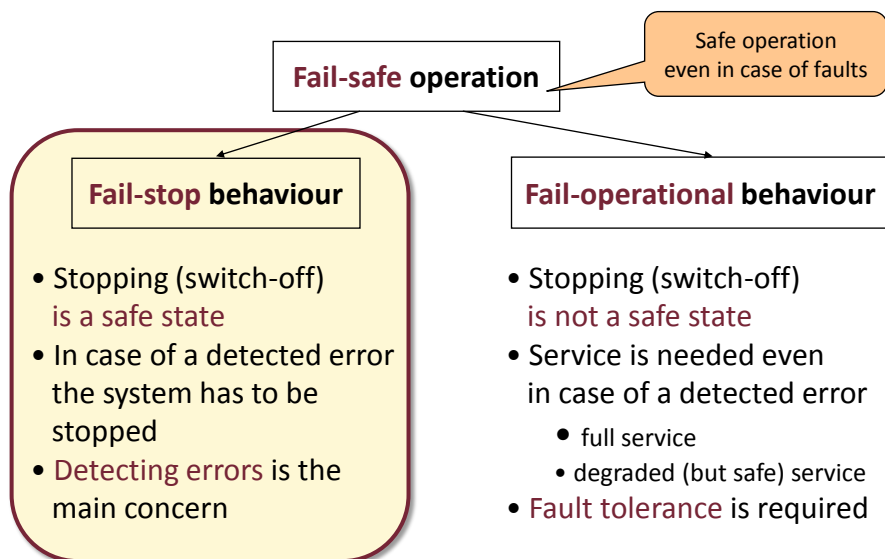 Fail-safe operation
Safe operation
even in case of faults
Fail-stop behaviour
• Stopping (switch-off)
is a safe state
• In case of a detected error
the system has to be
stopped
• Detecting errors is the
main concern
Fail-operational behaviour
• Stopping (switch-off)
is not a safe state
• Service is needed even
in case of a detected error
• full service
• degraded (but safe) service
• Fault tolerance is required